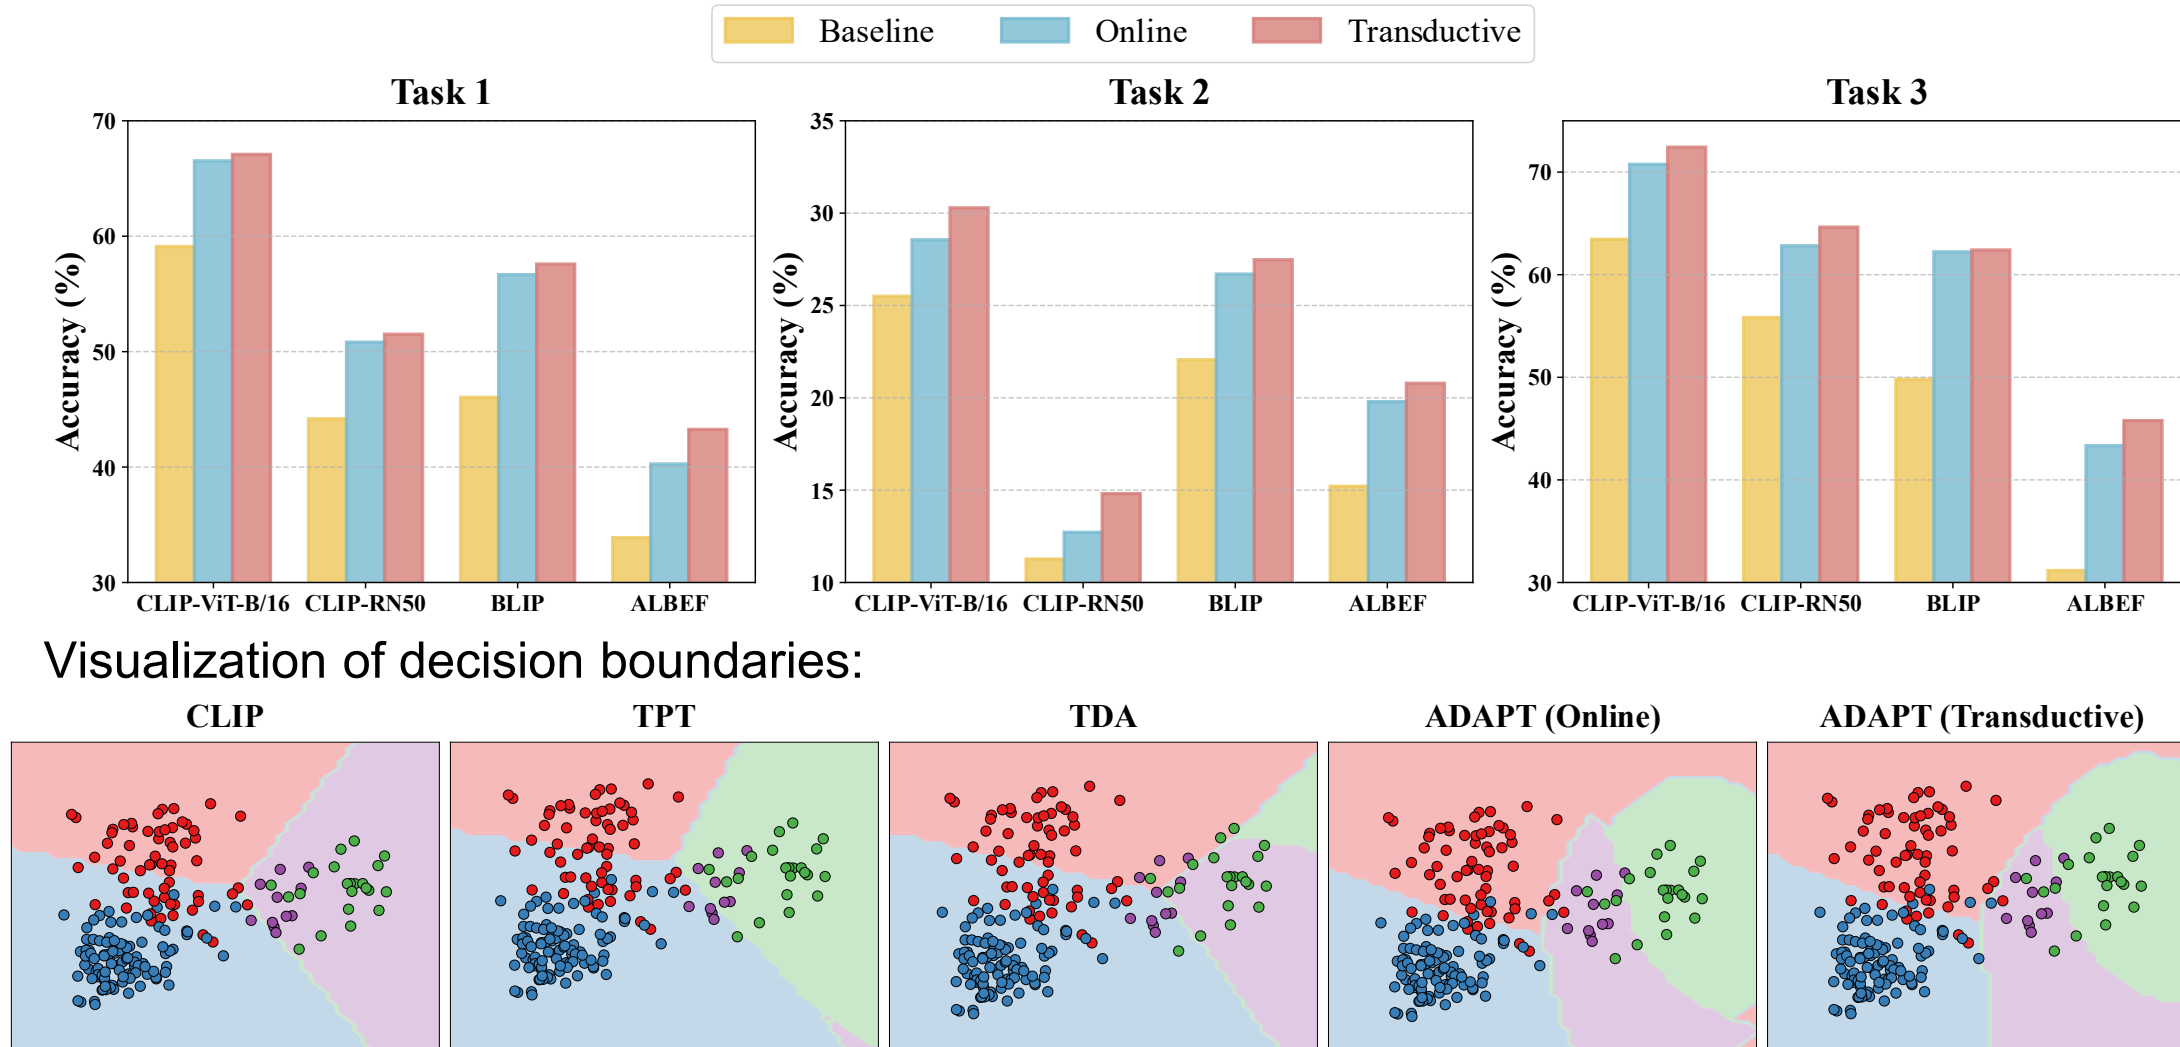 Baseline Online Transductive
Task 1
Accuracy (%)
70
60
50
40
30
CLIP-ViT-B/16 CLIP-RN50 BLIP ALBEF
Task 2
Accuracy (%)
35
30
25
20
15
10
CLIP-ViT-B/16 CLIP-RN50 BLIP ALBEF
Task 3
Accuracy (%)
70
60
50
40
30
CLIP-ViT-B/16 CLIP-RN50 BLIP ALBEF
Visualization of decision boundaries:
CLIP
TPT
TDA
ADAPT (Online)
ADAPT (Transductive)